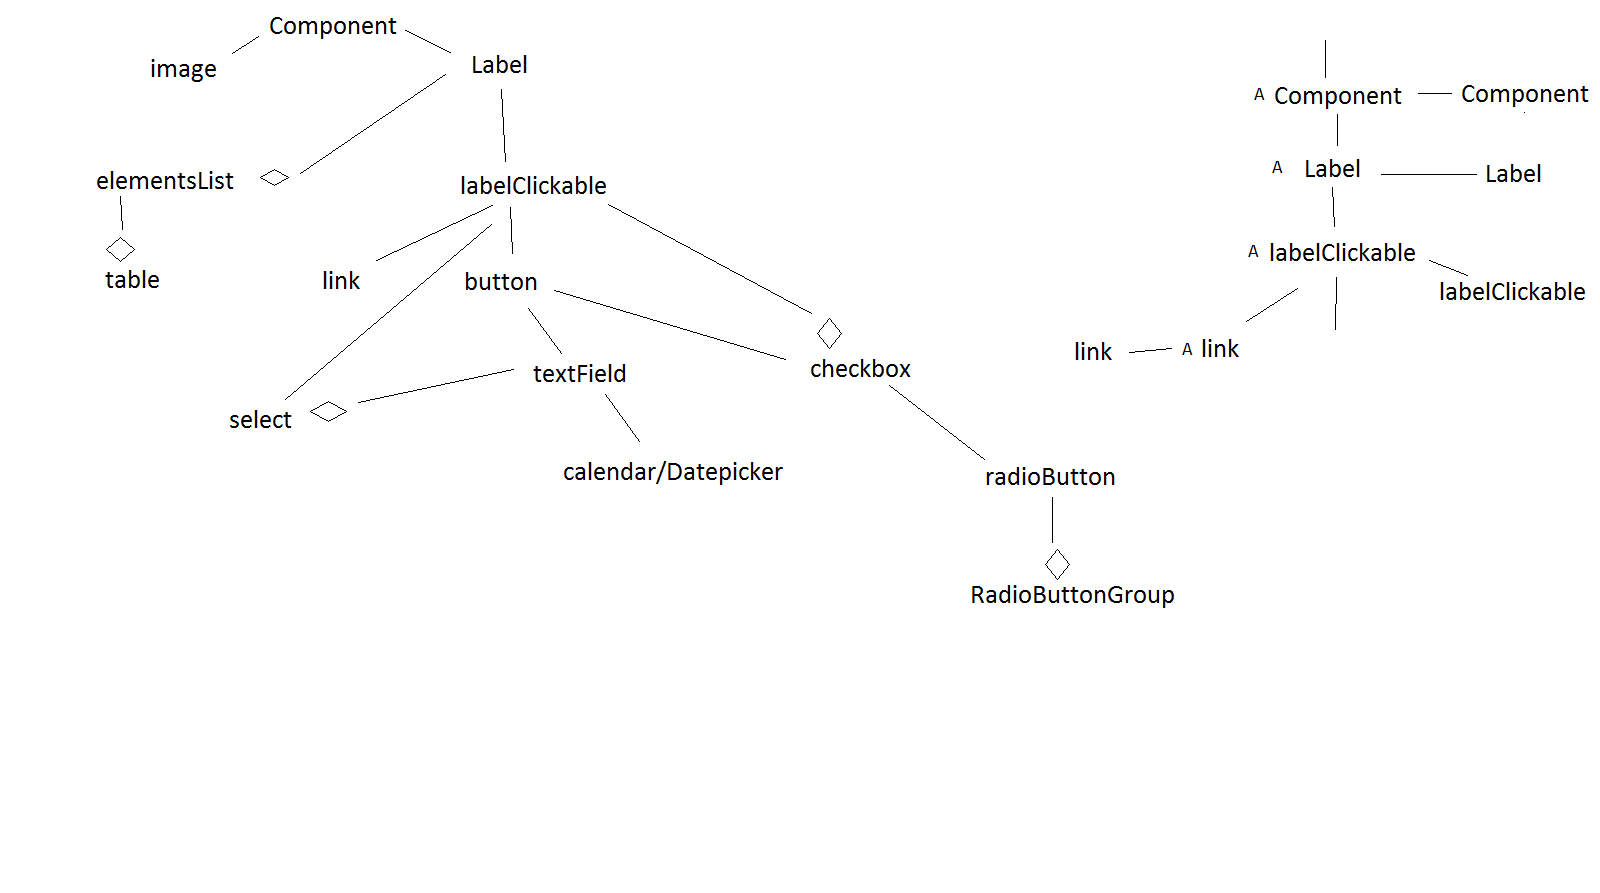 Component
image
Label
elementsList
labelClickable
table
link
button
textField
checkbox
select
calendar/Datepicker
radioButton
RadioButtonGroup
A Component
Component
A Label
Label
A labelClickable
labelClickable
link
A link